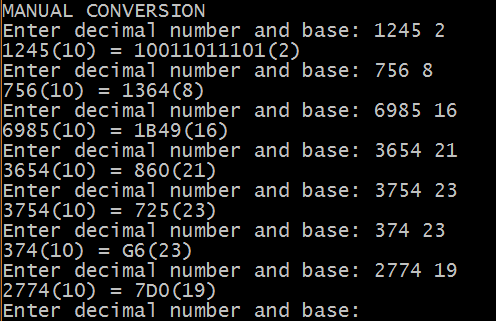 MANUAL CONVERSION
Enter decimal number and base: 1245 2
1245(10) = 10011011101(2)
Enter decimal number and base: 756 8
756(10) = 1364(8)
Enter decimal number and base: 6985 16
6985(10) = 1B49(16)
Enter decimal number and base: 3654 21
3654(10) = 860(21)
Enter decimal number and base: 3754 23
3754(10) = 725(23)
Enter decimal number and base: 374 23
374(10) = G6(23)
Enter decimal number and base: 2774 19
2774(10) = 7D0(19)
Enter decimal number and base: